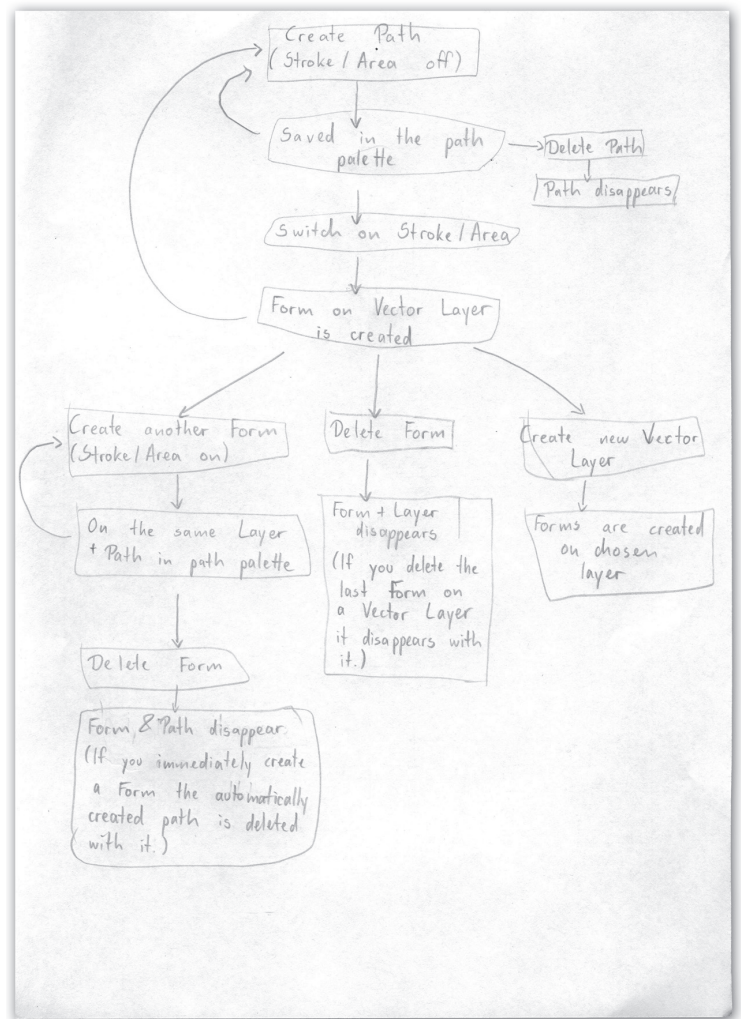 Create Path
(Stroke / Area off)
Saved in the path
palette
Delete Path
Path disappears
Switch on Stroke / Area
Form on Vector Layer
is created
Create another Form
(Stroke / Area on)
On the same Layer
+ Path in path palette
Delete Form
Form & Path disappear.
(If you immediately create
a Form the automatically
created path is deleted
with it.)
Delete Form
Form + Layer
disappears
(If you delete the
last Form on
a Vector Layer
it disappears with
it.)
Create new Vector
Layer
Forms are created
on chosen
layer